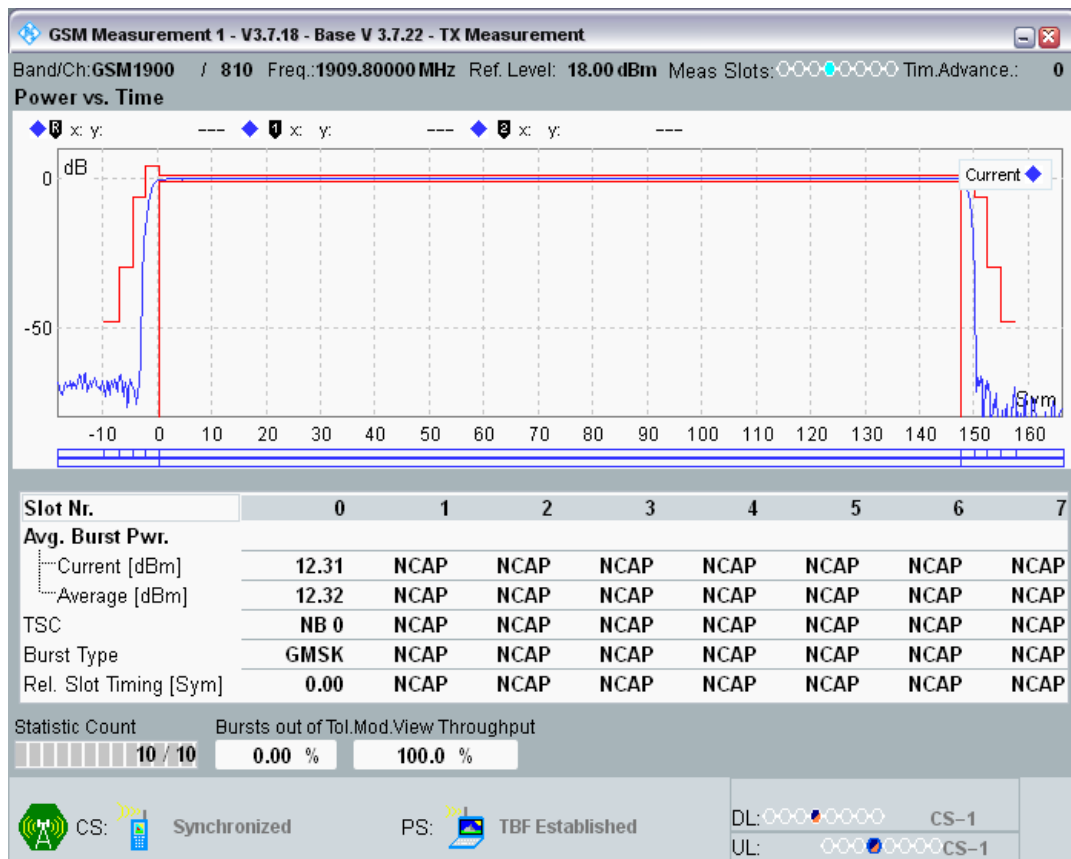 GSM Measurement 1 - V3.7.18 - Base V 3.7.22 - TX Measurement
Band/Ch:GSM1900 / 810 Freq.:1909.80000 MHz Ref. Level: 18.00 dBm Meas Slots: Tim.Advance.: 0
Power vs. Time
R x: y: --- 1 x: y: --- 2 x: y: ---
dB
0
Current
-50
Sym
-10 0 10 20 30 40 50 60 70 80 90 100 110 120 130 140 150 160
Slot Nr. 0 1 2 3 4 5 6 7
Avg. Burst Pwr.
Current [dBm] 12.31 NCAP NCAP NCAP NCAP NCAP NCAP NCAP
Average [dBm] 12.32 NCAP NCAP NCAP NCAP NCAP NCAP NCAP
TSC NB 0 NCAP NCAP NCAP NCAP NCAP NCAP NCAP
Burst Type GMSK NCAP NCAP NCAP NCAP NCAP NCAP NCAP
Rel. Slot Timing [Sym] 0.00 NCAP NCAP NCAP NCAP NCAP NCAP NCAP
Statistic Count Bursts out of Tol.Mod.View Throughput
10 / 10 0.00 % 100.0 %
CS: Synchronized PS: TBF Established DL: CS-1
UL: CS-1